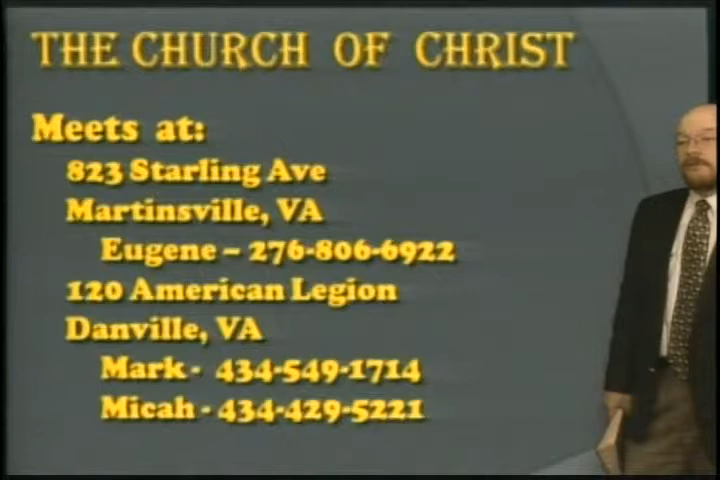 THE CHURCH OF CHRIST
Meets at:
823 Starling Ave
Martinsville, VA
Eugene – 276-806-6922
120 American Legion
Danville, VA
Mark - 434-549-1714
Micah - 434-429-5221